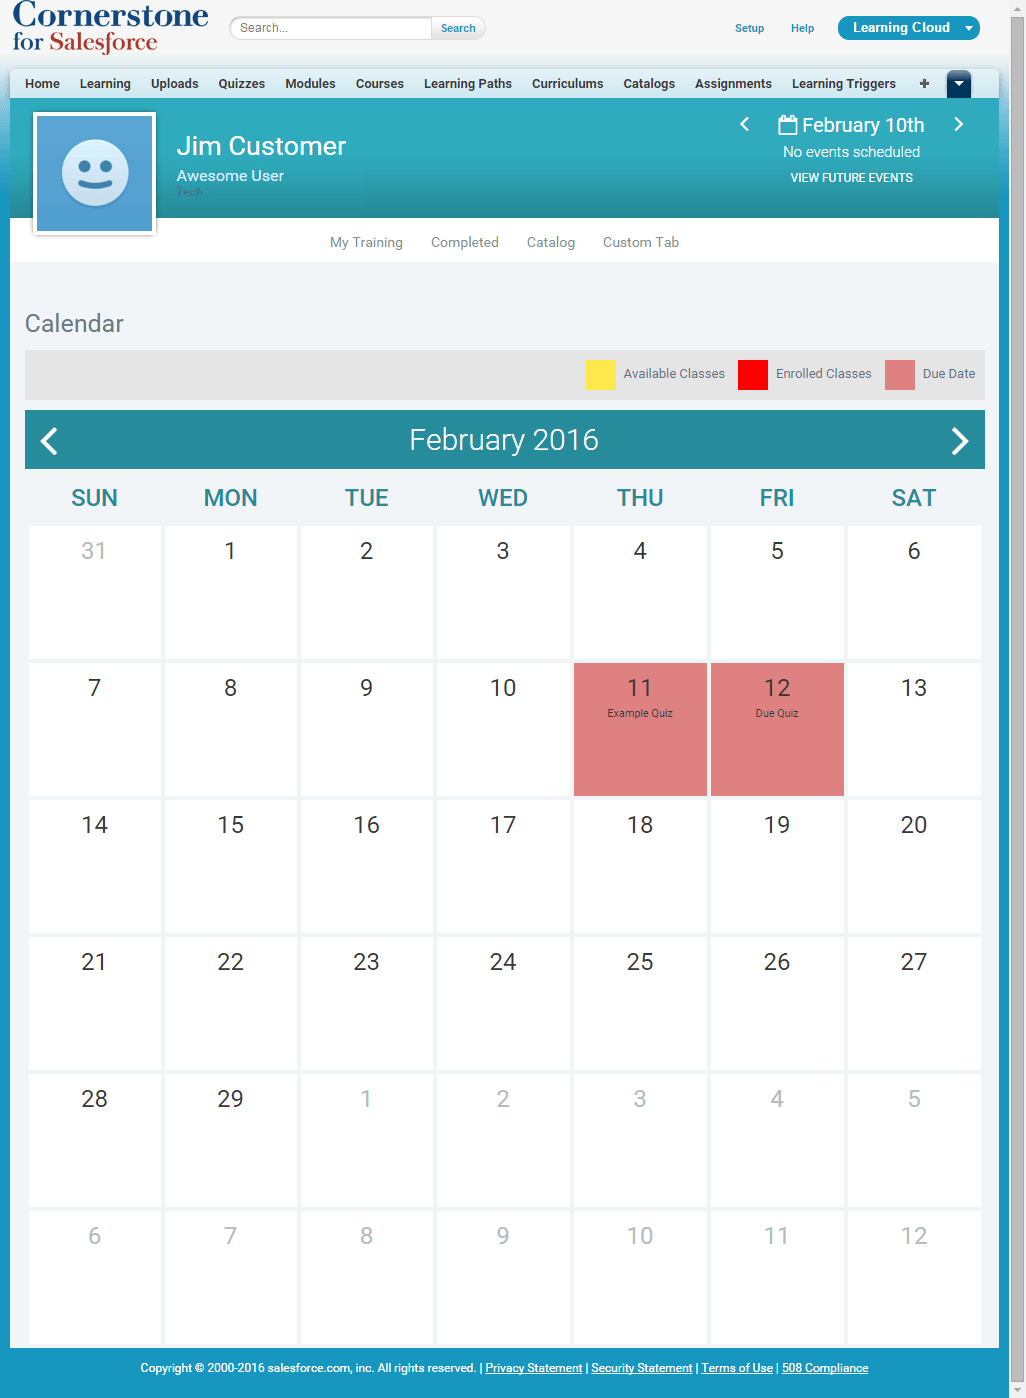 Cornerstone
for Salesforce
Search...
Search
Setup
Help
Learning Cloud
Home Learning Uploads Quizzes Modules Courses Learning Paths Curriculums Catalogs Assignments Learning Triggers +
Jim Customer
Awesome User
Tech
February 10th
No events scheduled
VIEW FUTURE EVENTS
My Training Completed Catalog Custom Tab
Calendar
Available Classes Enrolled Classes Due Date
February 2016
SUN MON TUE WED THU FRI SAT
31 1 2 3 4 5 6
7 8 9 10 11 12 13
Example Quiz Due Quiz
14 15 16 17 18 19 20
21 22 23 24 25 26 27
28 29 1 2 3 4 5
6 7 8 9 10 11 12
Copyright © 2000-2016 salesforce.com, inc. All rights reserved. | Privacy Statement | Security Statement | Terms of Use | 508 Compliance